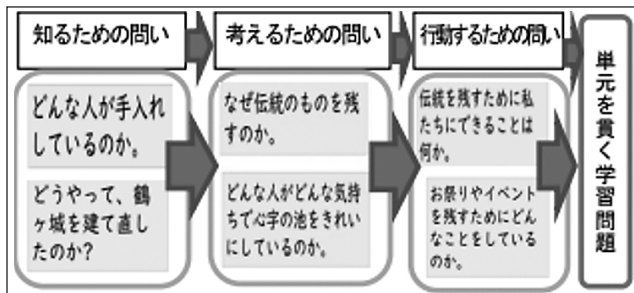 知るための問い
考えるための問い
行動するための問い
どんな人が手入れ
しているのか。
どうやって、鶴
ヶ城を建て直し
たのか?
なぜ伝統のものを残
すのか。
どんな人がどんな気持
ちで心字の池をきれい
にしているのか。
伝統を残すために私
たちにできることは
何か。
お祭りやイベント
を残すためにどん
なことをしている
のか。
単元を貫く学習問題